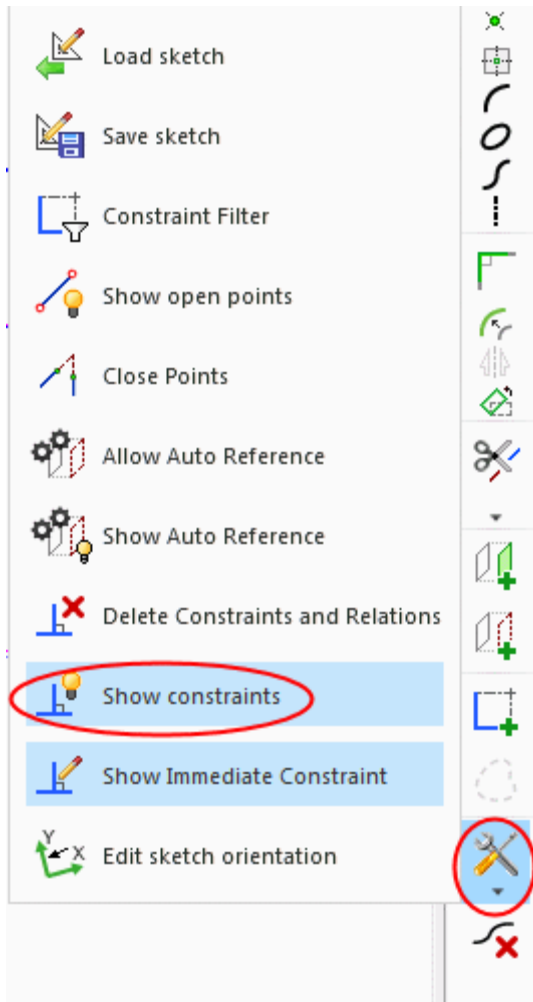 Load sketch
Save sketch
Constraint Filter
Show open points
Close Points
Allow Auto Reference
Show Auto Reference
Delete Constraints and Relations
Show constraints
Show Immediate Constraint
Y
X
Edit sketch orientation